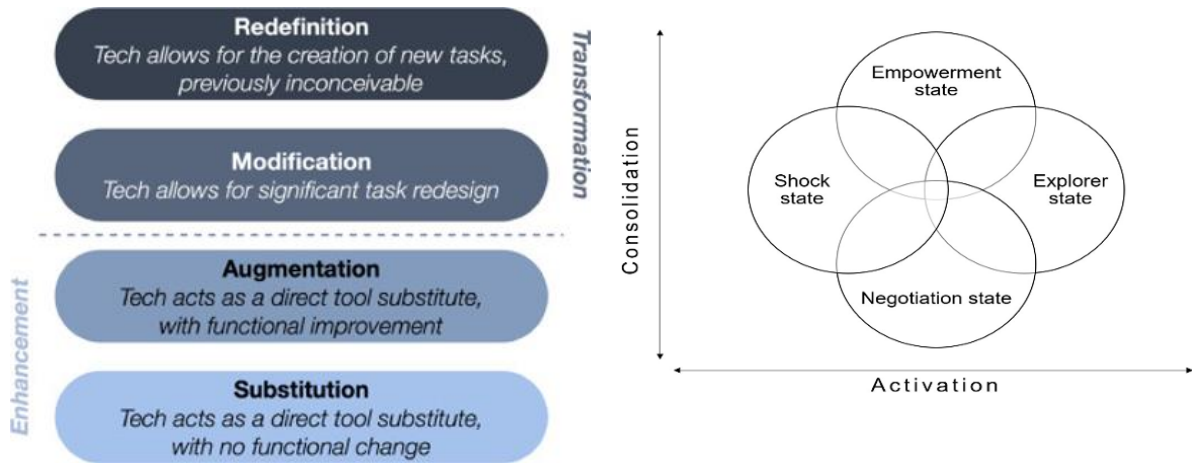 Redefinition
Tech allows for the creation of new tasks,
previously inconceivable
Modification
Tech allows for significant task redesign
Transformation
Augmentation
Tech acts as a direct tool substitute,
with functional improvement
Substitution
Tech acts as a direct tool substitute,
with no functional change
Enhancement
Consolidation
Empowerment
state
Shock
state
Explorer
state
Negotiation state
Activation